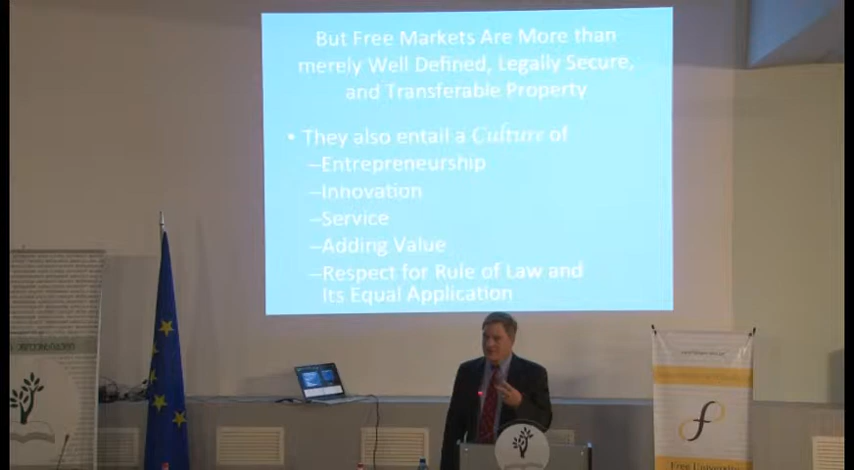 But Free Markets Are More than
merely Well Defined, Legally Secure,
and Transferable Property
• They also entail a Culture of
–Entrepreneurship
–Innovation
–Service
–Adding Value
–Respect for Rule of Law and
Its Equal Application
Free University